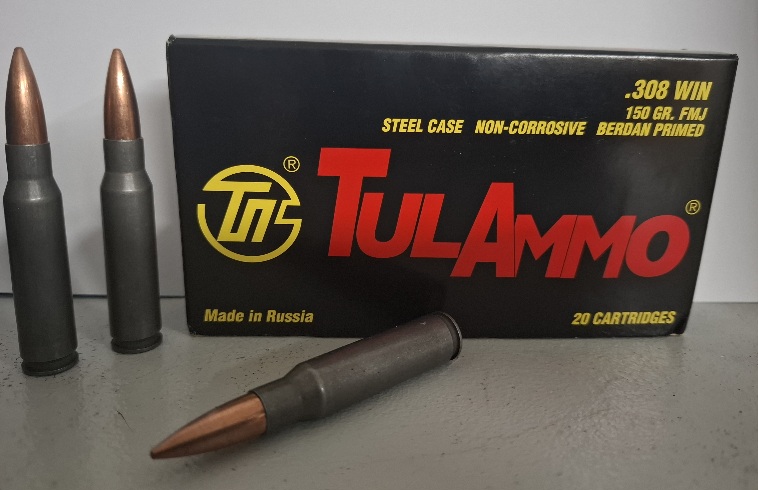 .308 WIN
150 GR. FMJ
STEEL CASE NON-CORROSIVE BERDAN PRIMED
®
TULAMMO®
Made in Russia
20 CARTRIDGES